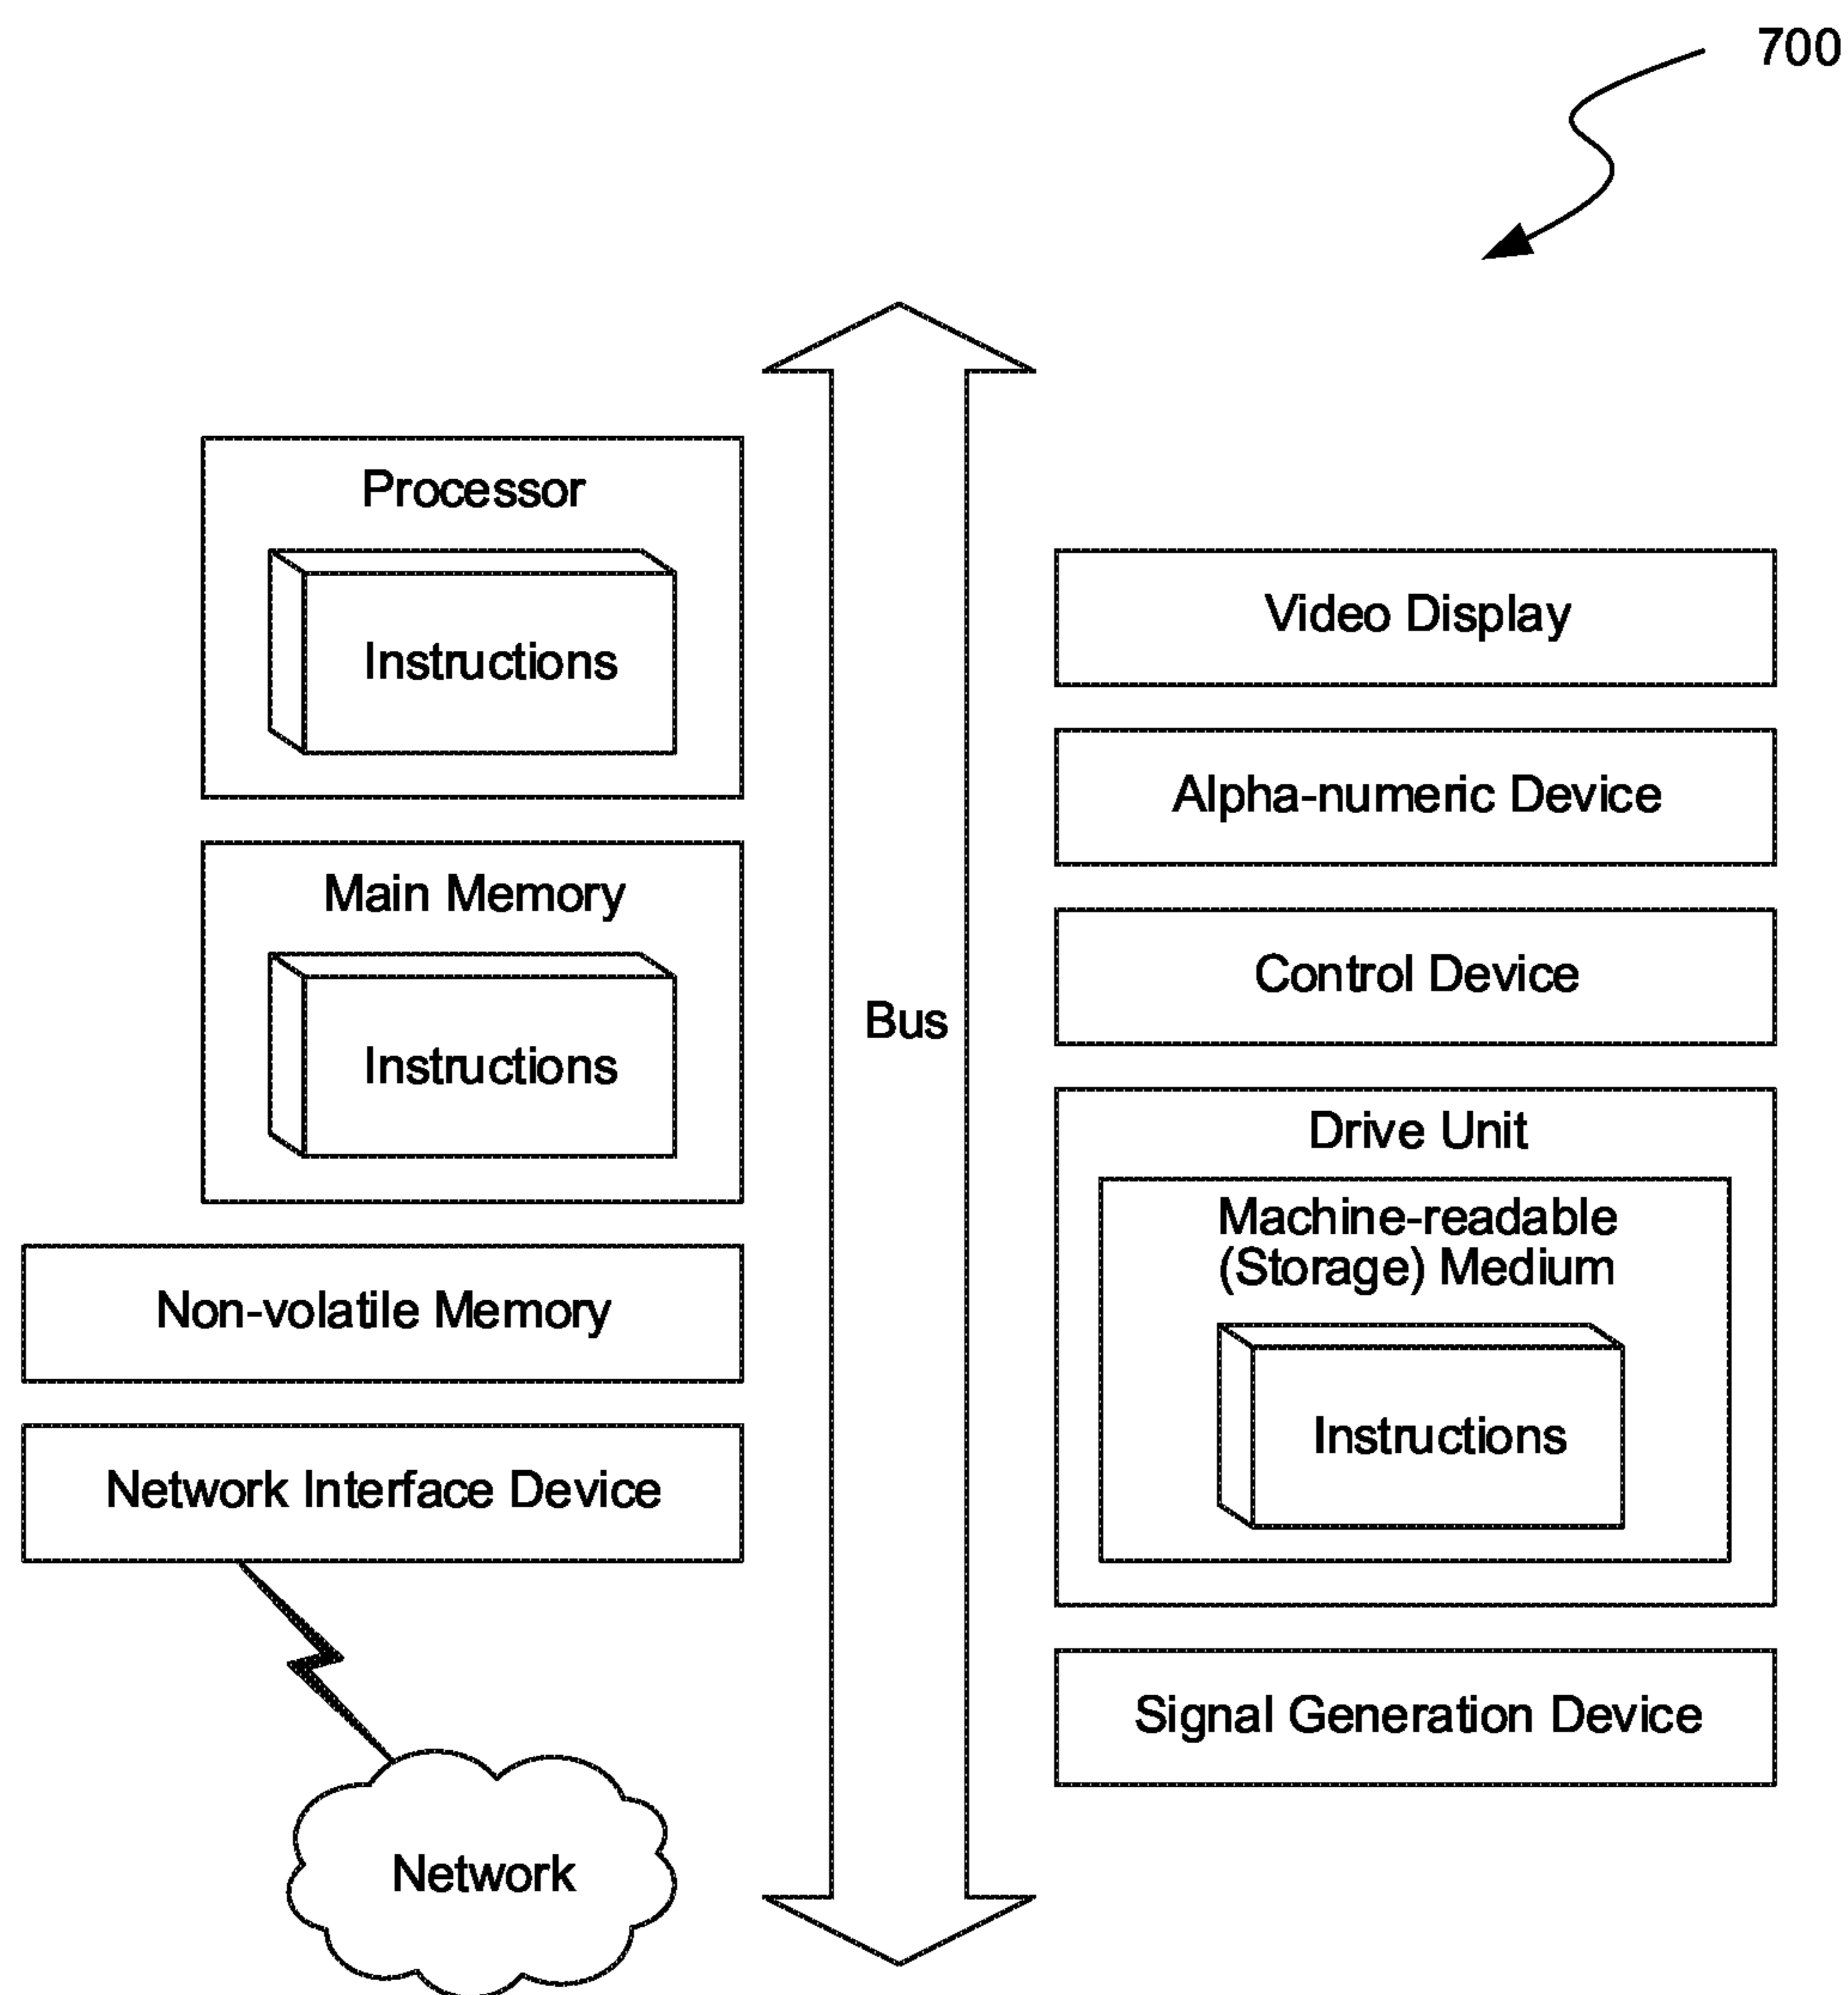 700
Processor
Instructions
Main Memory
Instructions
Non-volatile Memory
Network Interface Device
Network
Bus
Video Display
Alpha-numeric Device
Control Device
Drive Unit
Machine-readable
(Storage) Medium
Instructions
Signal Generation Device